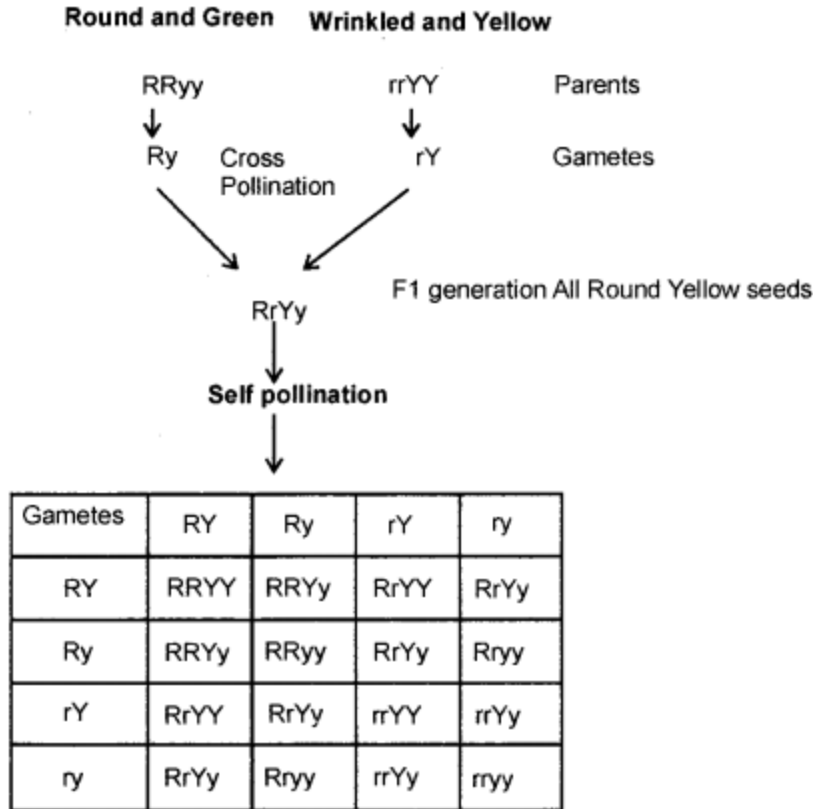 Round and Green Wrinkled and Yellow
RRyy rrYY Parents
Ry Cross Pollination rY Gametes
RrYy F1 generation All Round Yellow seeds
Self pollination
Gametes RY Ry rY ry
RY RRYY RRYy RrYY RrYy
Ry RRYy RRyy RrYy Rryy
rY RrYY RrYy rrYY rrYy
ry RrYy Rryy rrYy rryy